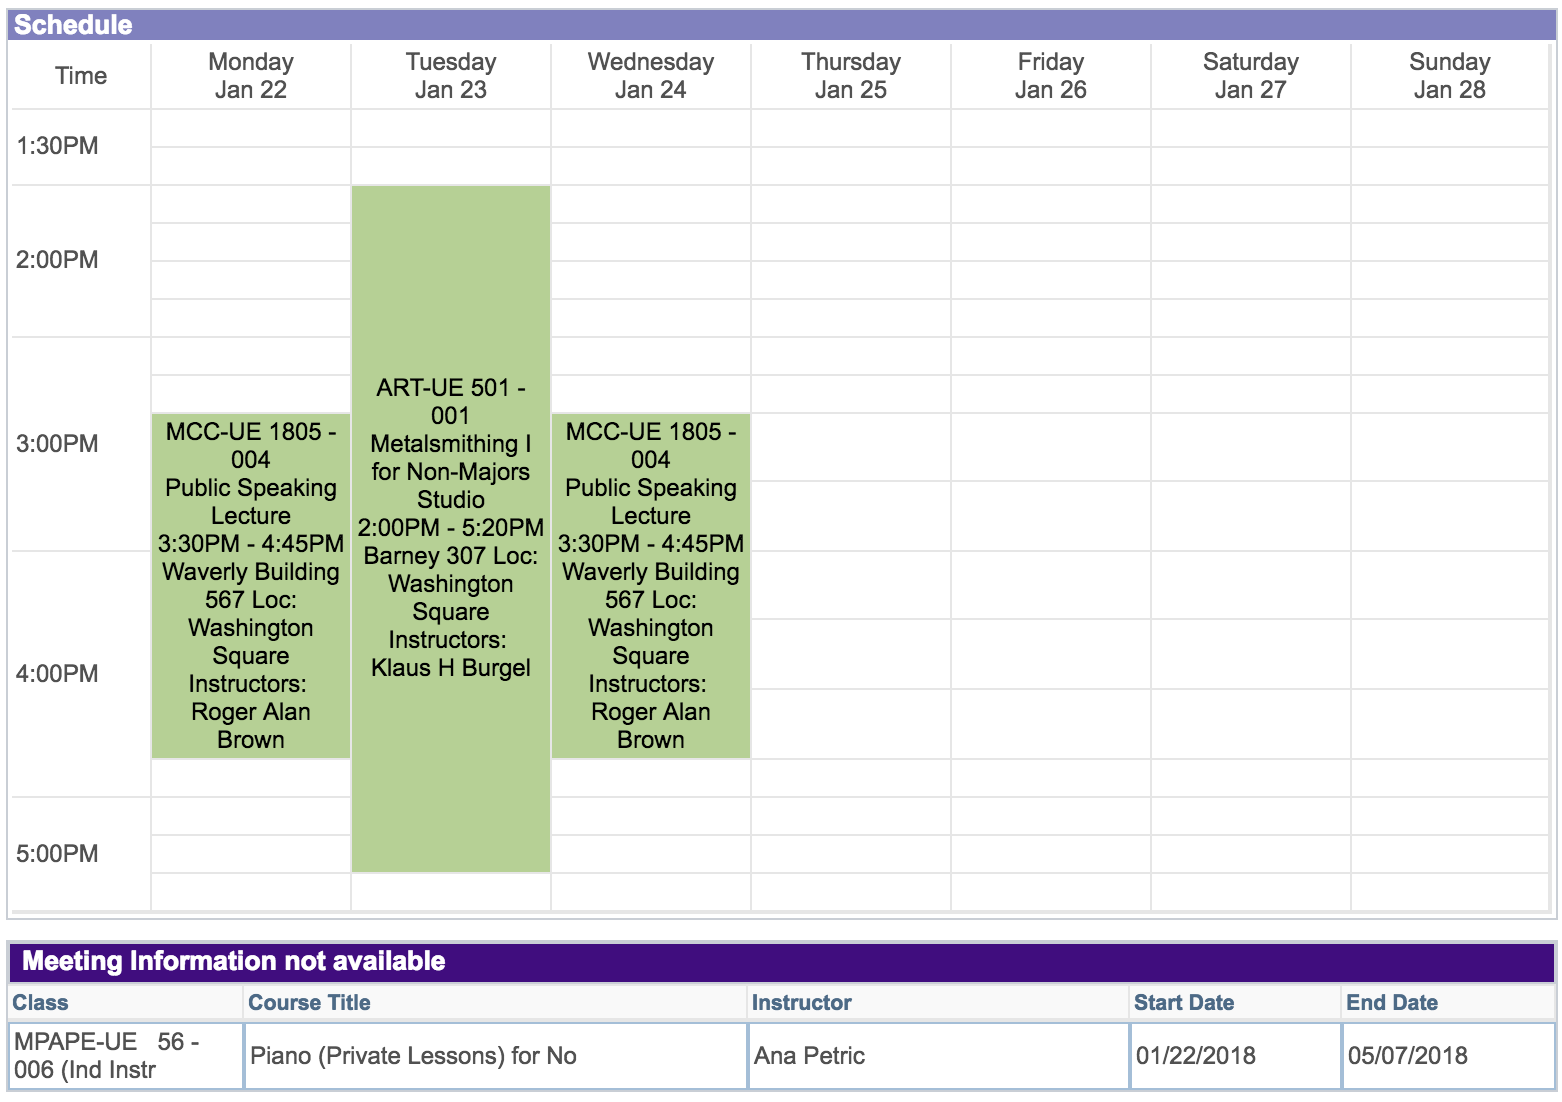 Schedule
Time
Monday
Jan 22
Tuesday
Jan 23
Wednesday
Jan 24
Thursday
Jan 25
Friday
Jan 26
Saturday
Jan 27
Sunday
Jan 28
1:30PM
2:00PM
3:00PM
4:00PM
5:00PM
MCC-UE 1805 -
004
Public Speaking
Lecture
3:30PM - 4:45PM
Waverly Building
567 Loc:
Washington
Square
Instructors:
Roger Alan
Brown
ART-UE 501 -
001
Metalsmithing I
for Non-Majors
Studio
2:00PM - 5:20PM
Barney 307 Loc:
Washington
Square
Instructors:
Klaus H Burgel
MCC-UE 1805 -
004
Public Speaking
Lecture
3:30PM - 4:45PM
Waverly Building
567 Loc:
Washington
Square
Instructors:
Roger Alan
Brown
Meeting Information not available
Class
Course Title
Instructor
Start Date
End Date
MPAPE-UE 56 -
006 (Ind Instr
Piano (Private Lessons) for No
Ana Petric
01/22/2018
05/07/2018